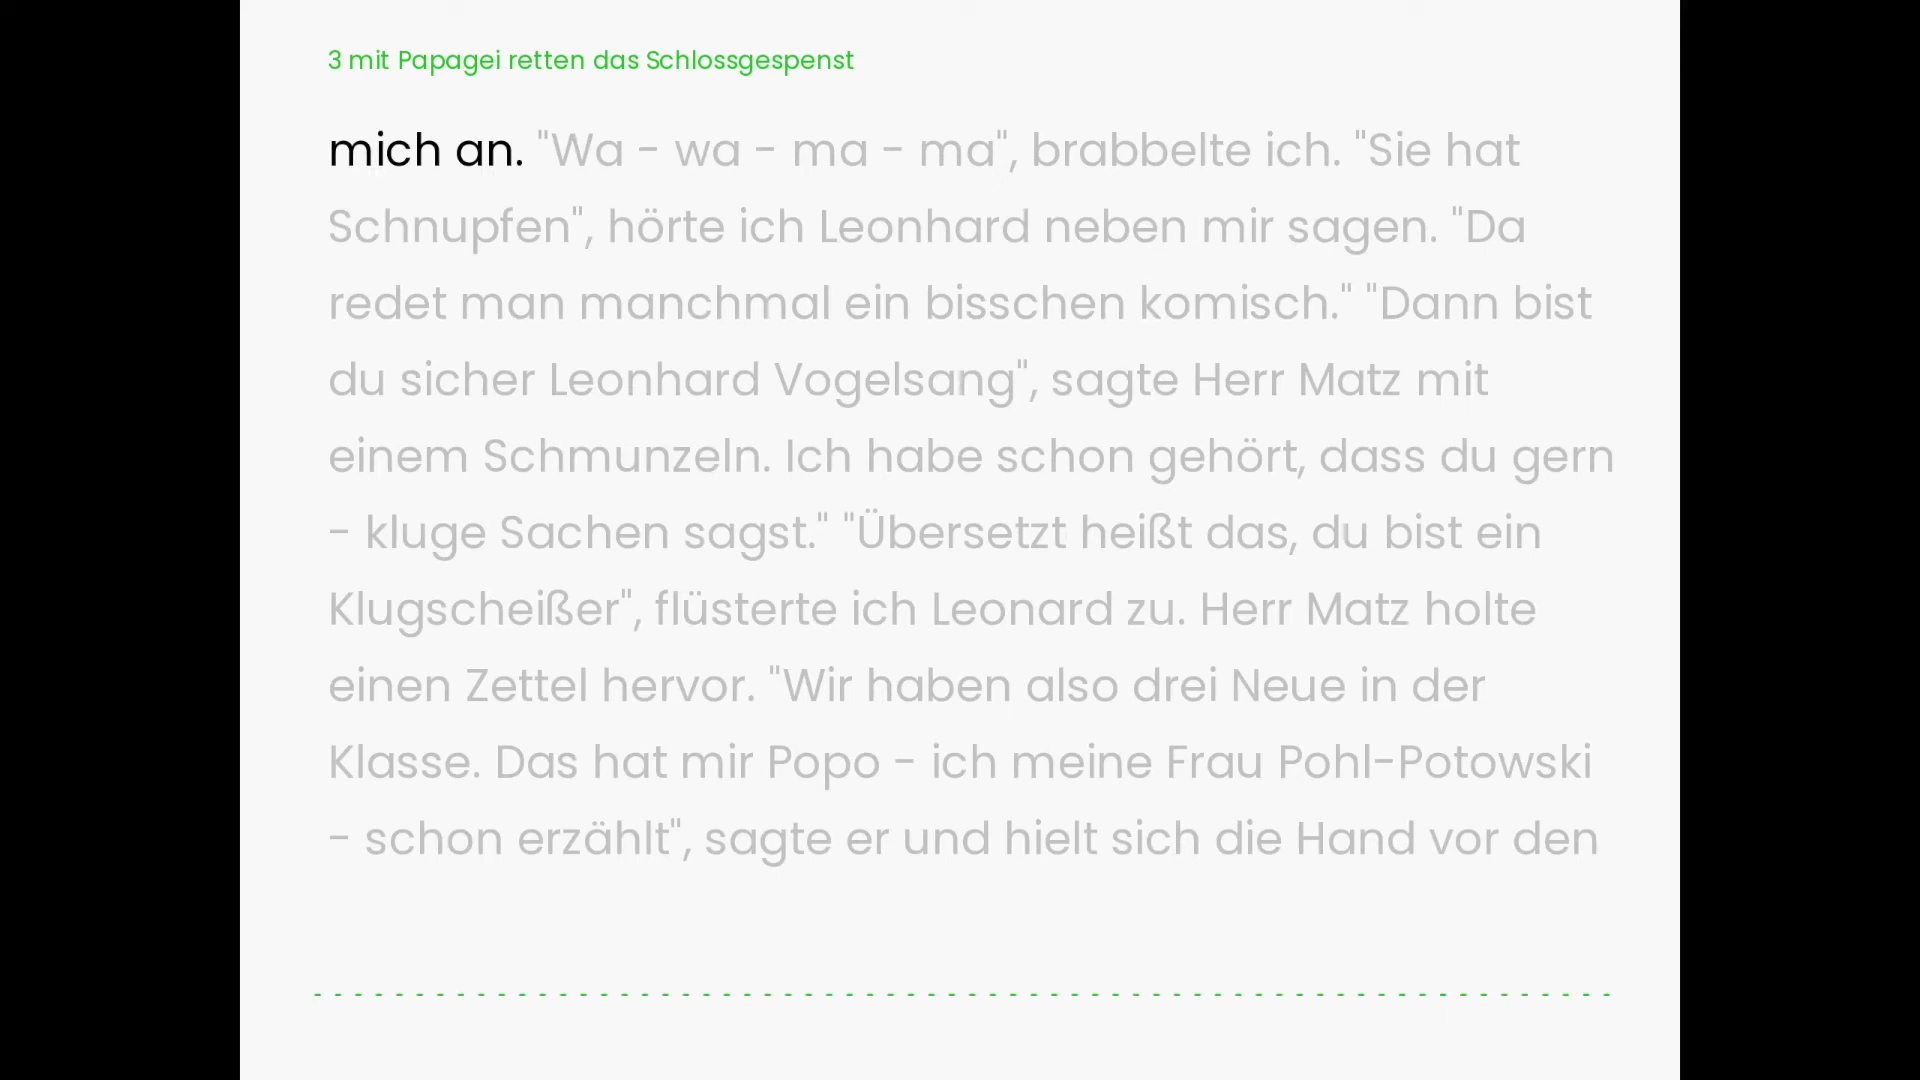 3 mit Papagei retten das Schlossgespenst
mich an. "Wa - wa - ma - ma", brabbelte ich. "Sie hat
Schnupfen", hörte ich Leonhard neben mir sagen. "Da
redet man manchmal ein bisschen komisch." "Dann bist
du sicher Leonhard Vogelsang", sagte Herr Matz mit
einem Schmunzeln. Ich habe schon gehört, dass du gern
- kluge Sachen sagst." "Übersetzt heißt das, du bist ein
Klugscheißer", flüsterte ich Leonard zu. Herr Matz holte
einen Zettel hervor. "Wir haben also drei Neue in der
Klasse. Das hat mir Popo - ich meine Frau Pohl-Potowski
- schon erzählt", sagte er und hielt sich die Hand vor den